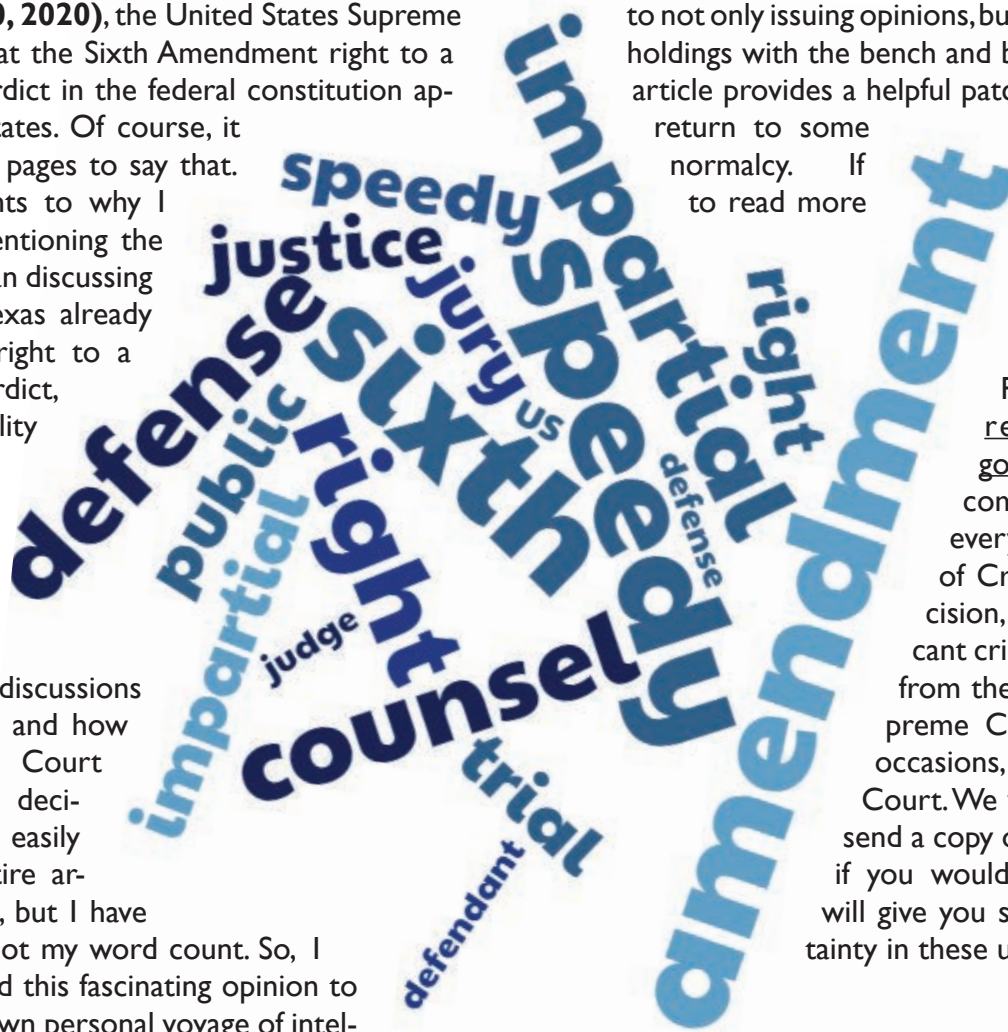 , 2020), the United States Supreme
at the Sixth Amendment right to a
rdict in the federal constitution ap-
tates. Of course, it
pages to say that.
nts to why I
entioning the
an discussing
exas already
right to a
rdict,
lity
discussions
and how
Court
deci-
easily
tire ar-
, but I have
ot my word count. So, I
d this fascinating opinion to
wn personal voyage of intel-
speedy
justice
defense
sixth
jury
us
public
right
impartial
judge
counsel
trial
defendant
impartial
speedy
right
defense
amendment
to not only issuing opinions, bu
holdings with the bench and b
article provides a helpful patc
return to some
normalcy. If
to read more
F
re
go
con
every
of Cr
cision,
cant cri
from the
preme C
occasions,
Court. We
send a copy o
if you would
will give you s
tainty in these u